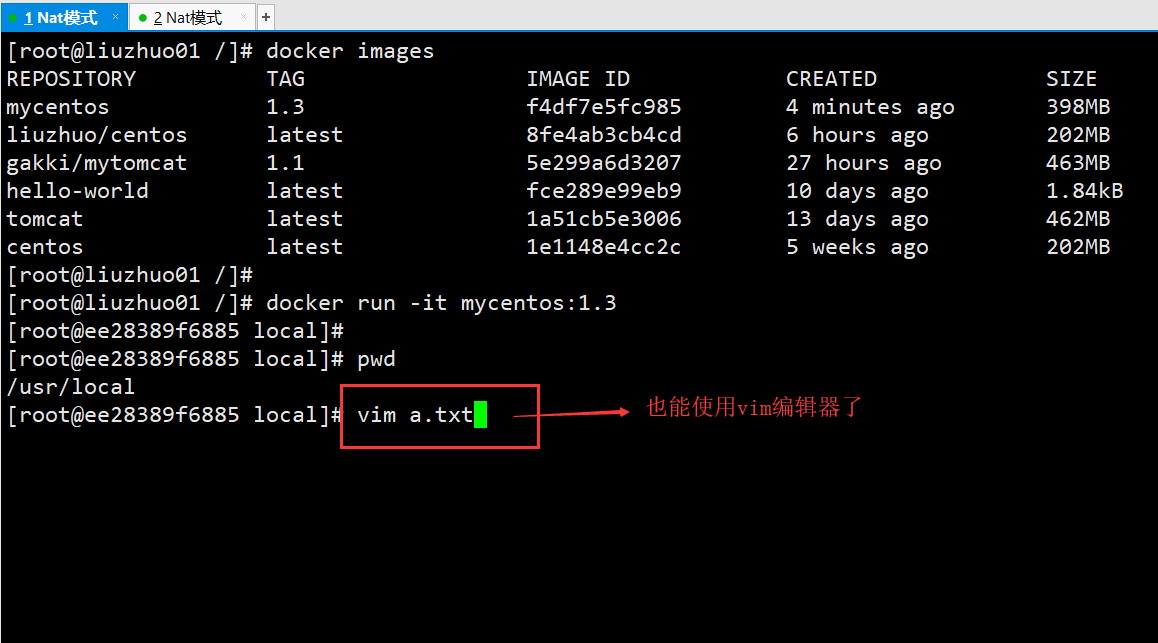 1 Nat模式 × 2 Nat模式 × +
[root@liuzhuo01 /]# docker images
REPOSITORY TAG IMAGE ID CREATED SIZE
mycentos 1.3 f4df7e5fc985 4 minutes ago 398MB
liuzhuo/centos latest 8fe4ab3cb4cd 6 hours ago 202MB
gakki/mytomcat 1.1 5e299a6d3207 27 hours ago 463MB
hello-world latest fce289e99eb9 10 days ago 1.84kB
tomcat latest 1a51cb5e3006 13 days ago 462MB
centos latest 1e1148e4cc2c 5 weeks ago 202MB
[root@liuzhuo01 /]#
[root@liuzhuo01 /]# docker run -it mycentos:1.3
[root@ee28389f6885 local]#
[root@ee28389f6885 local]# pwd
/usr/local
[root@ee28389f6885 local]# vim a.txt 也能使用vim编辑器了